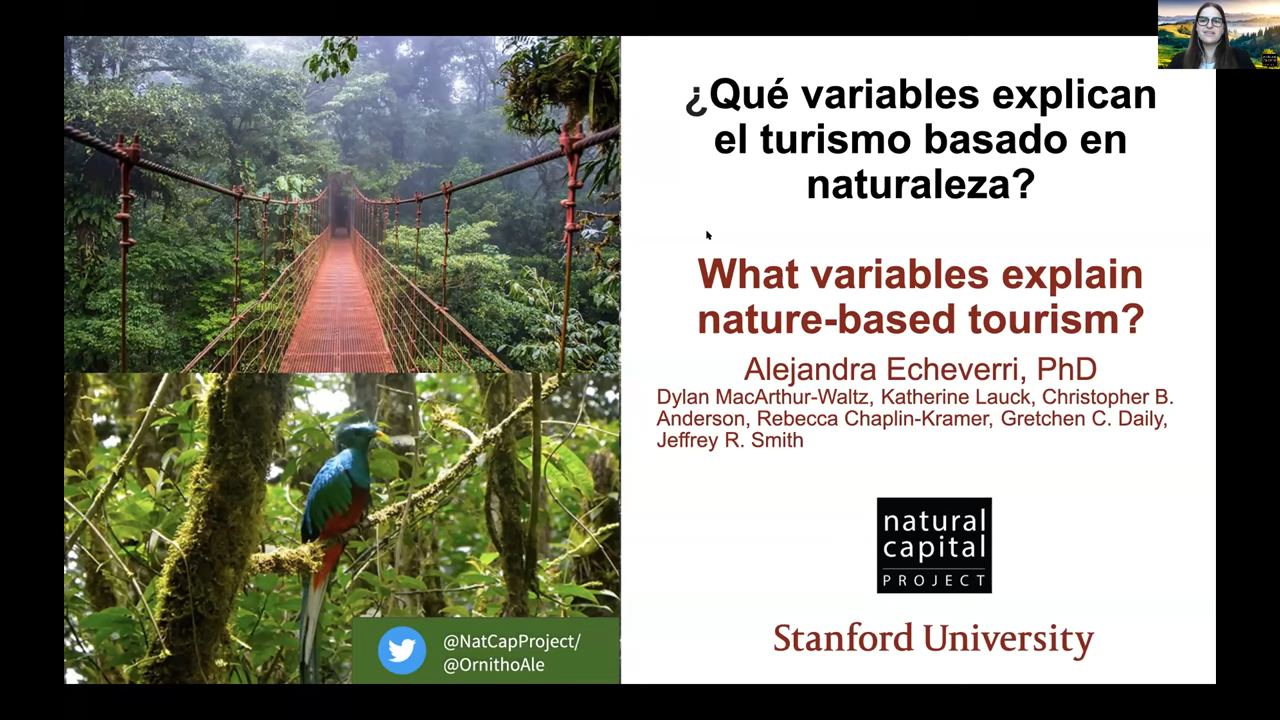 ¿Qué variables explican
el turismo basado en
naturaleza?
What variables explain
nature-based tourism?
Alejandra Echeverri, PhD
Dylan MacArthur-Waltz, Katherine Lauck, Christopher B.
Anderson, Rebecca Chaplin-Kramer, Gretchen C. Daily,
Jeffrey R. Smith
natural
capital
PROJECT
Stanford University
@NatCapProject/
@OrnithoAle